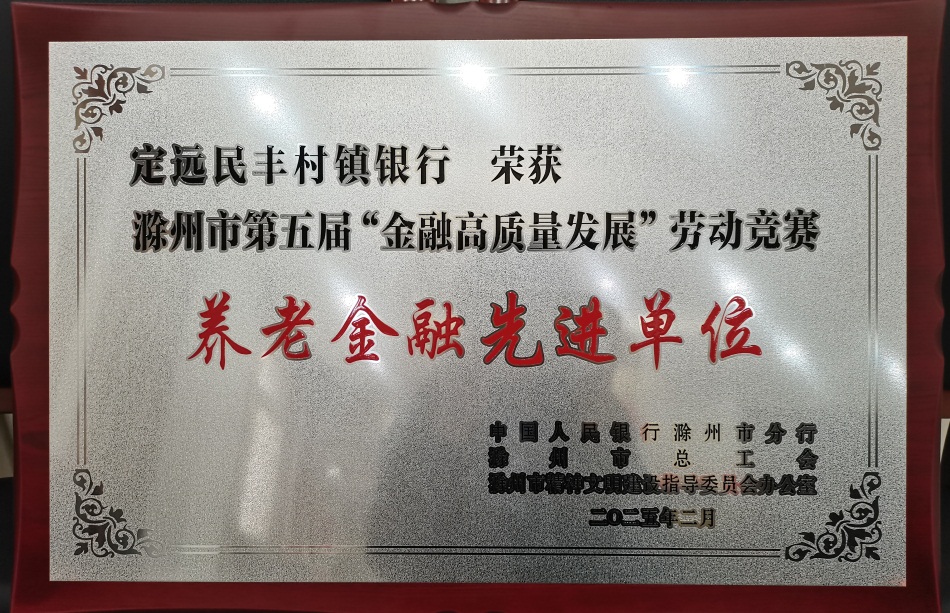 定远民丰村镇银行 荣获
滁州市第五届“金融高质量发展”劳动竞赛
养老金融先进单位
中国人民银行滁州市分行
滁州市总工会
滁州市精神文明建设指导委员会办公室
二〇二五年二月